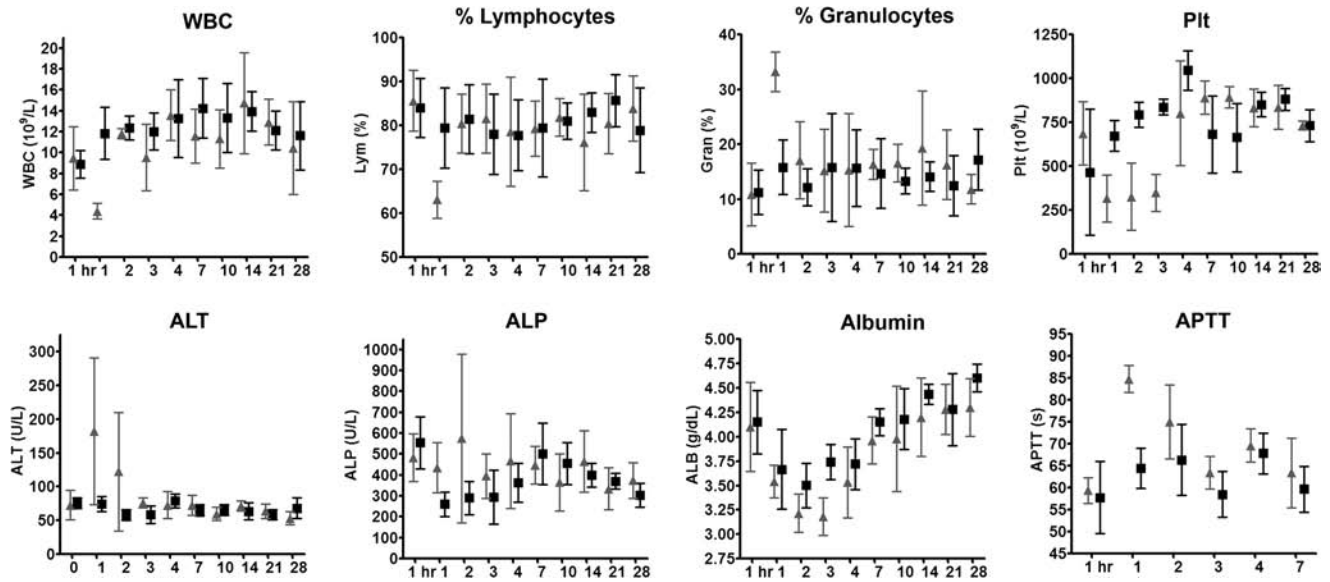 WBC
WBC (10⁹/L)
20
18
16
14
12
10
8
6
4
2
0
1 hr 1 2 3 4 7 10 14 21 28
% Lymphocytes
Lym (%)
100
90
80
70
60
50
1 hr 1 2 3 4 7 10 14 21 28
% Granulocytes
Gran (%)
40
30
20
10
0
1 hr 1 2 3 4 7 10 14 21 28
Plt
Plt (10⁹/L)
1250
1000
750
500
250
0
1 hr 1 2 3 4 7 10 14 21 28
ALT
ALT (U/L)
300
250
200
150
100
50
0
0 1 2 3 4 7 10 14 21 28
ALP
ALP (U/L)
1000
900
800
700
600
500
400
300
200
100
0
1 hr 1 2 3 4 7 10 14 21 28
Albumin
ALB (g/dL)
5.00
4.75
4.50
4.25
4.00
3.75
3.50
3.25
3.00
2.75
1 hr 1 2 3 4 7 10 14 21 28
APTT
APTT (s)
95
90
85
80
75
70
65
60
55
50
45
1 hr 1 2 3 4 7